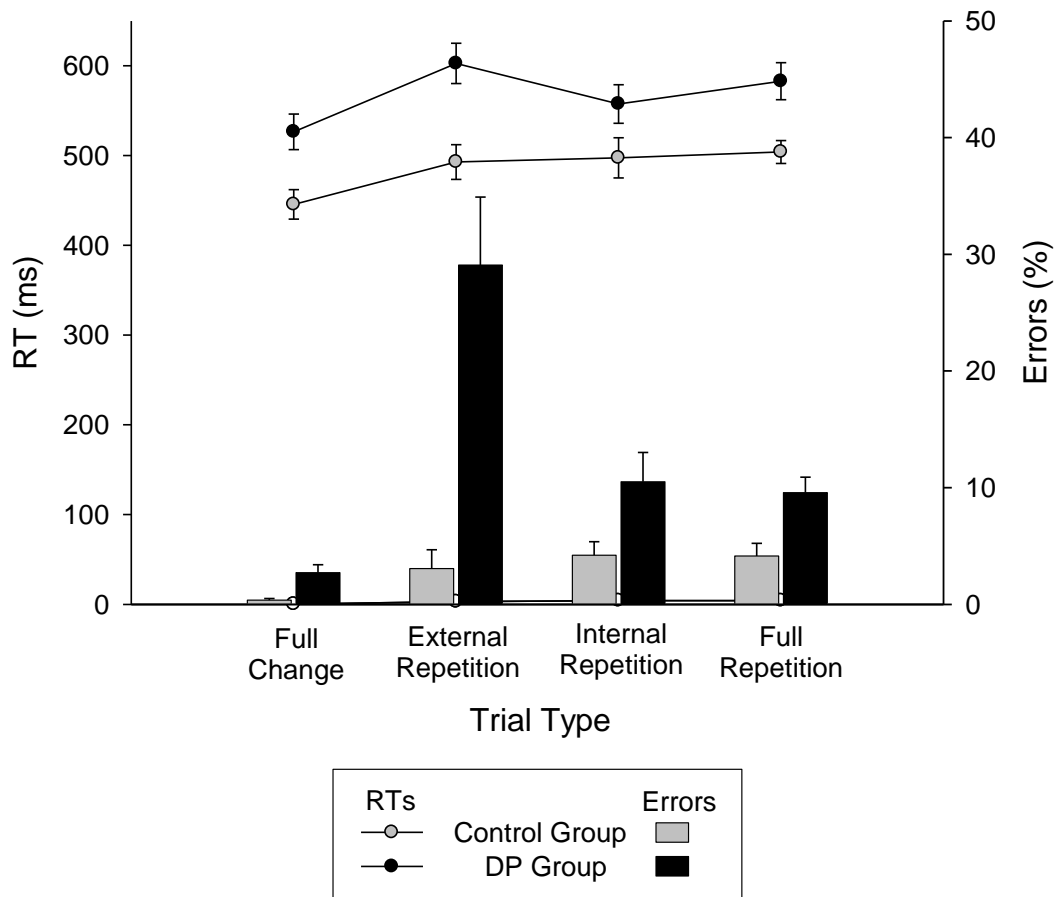 50
600
500
40
400
30
300
20
200
10
100
0
0
RT (ms)
Errors (%)
Full
Change
External
Repetition
Internal
Repetition
Full
Repetition
Trial Type
RTs Errors
Control Group
DP Group